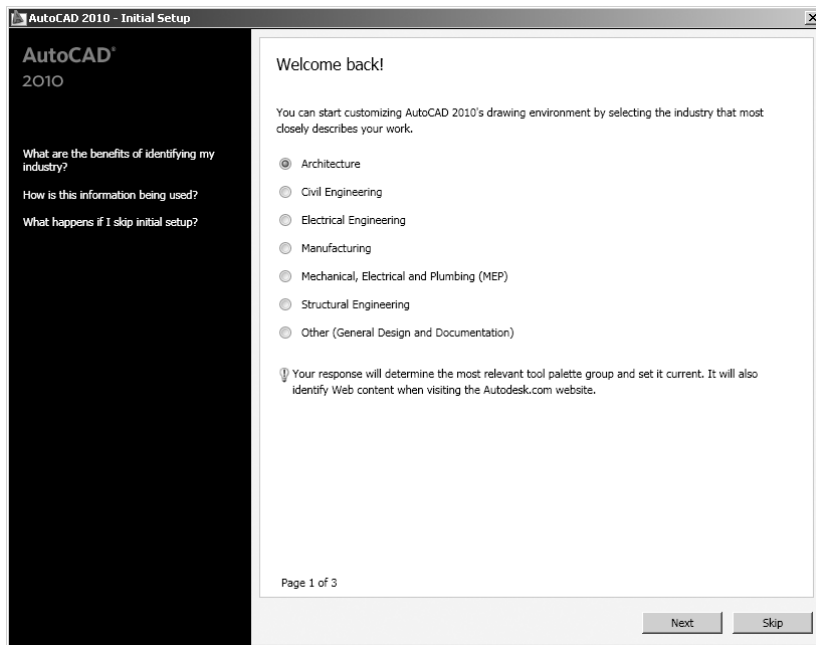 AutoCAD 2010 - Initial Setup
AutoCAD®
2010
What are the benefits of identifying my
industry?
How is this information being used?
What happens if I skip initial setup?
Welcome back!
You can start customizing AutoCAD 2010's drawing environment by selecting the industry that most
closely describes your work.
Architecture
Civil Engineering
Electrical Engineering
Manufacturing
Mechanical, Electrical and Plumbing (MEP)
Structural Engineering
Other (General Design and Documentation)
Your response will determine the most relevant tool palette group and set it current. It will also
identify Web content when visiting the Autodesk.com website.
Page 1 of 3
Next
Skip